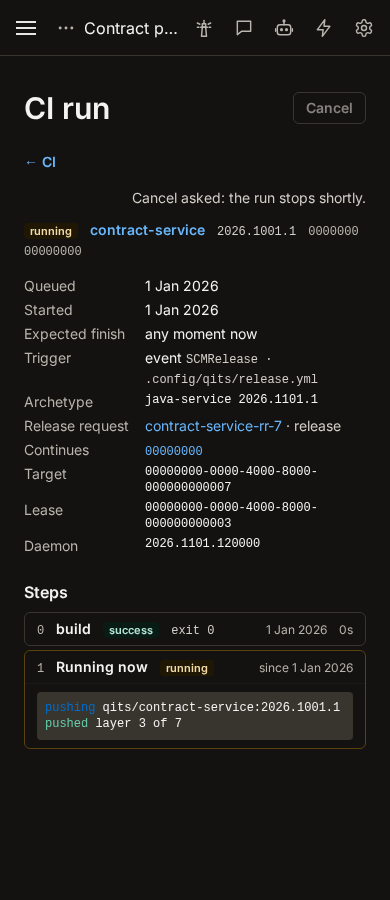 Contract p...
CI run
Cancel
← CI
Cancel asked: the run stops shortly.
running contract-service 2026.1001.1 0000000
00000000
Queued 1 Jan 2026
Started 1 Jan 2026
Expected finish any moment now
Trigger event SCMRelease ·
.config/qits/release.yml
Archetype java-service 2026.1101.1
Release request contract-service-rr-7 · release
Continues 00000000
Target 00000000-0000-4000-8000-
000000000007
Lease 00000000-0000-4000-8000-
000000000003
Daemon 2026.1101.120000
Steps
0 build success exit 0 1 Jan 2026 0s
1 Running now running since 1 Jan 2026
pushing qits/contract-service:2026.1001.1
pushed layer 3 of 7